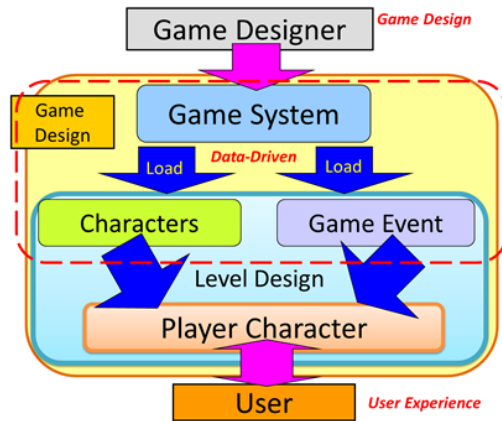 Game Design
Game Designer
Game
Design
Game System
Load
Data-Driven
Load
Characters
Game Event
Level Design
Player Character
User
User Experience